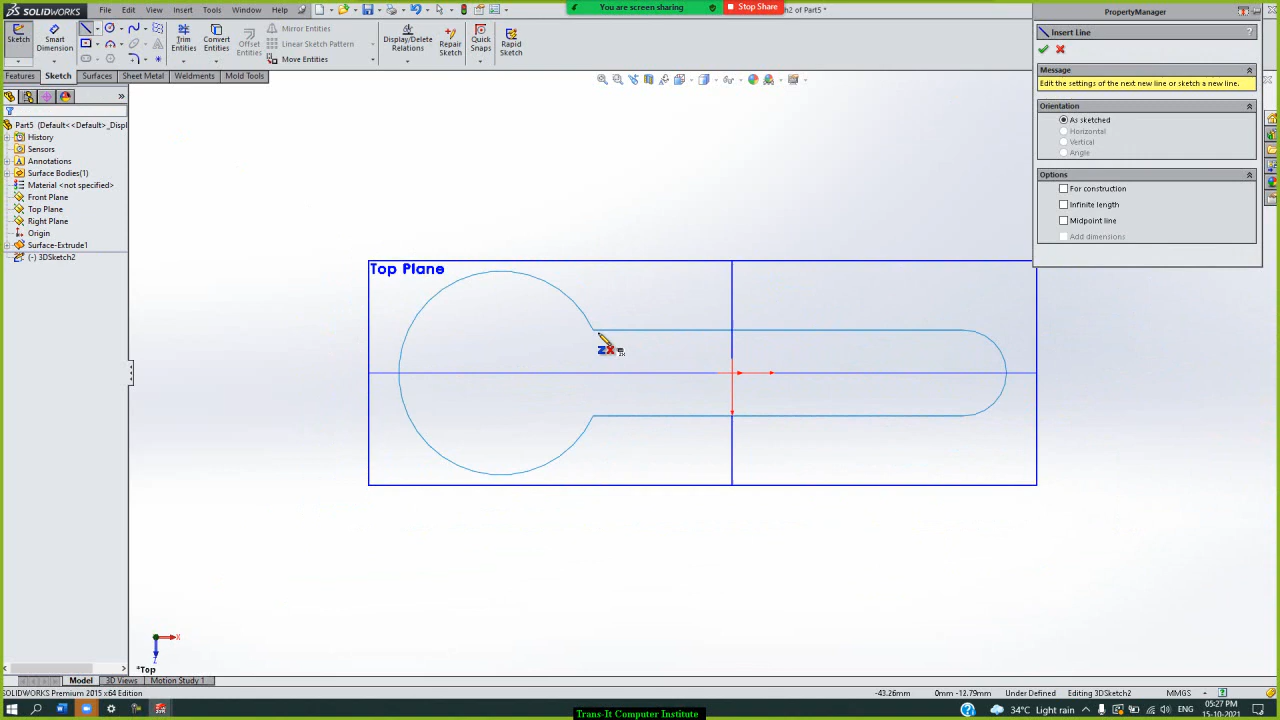 SOLIDWORKS File Edit View Insert Tools Window Help
You are screen sharing Stop Share
ch2 of Part5 *
PropertyManager
Sketch
Smart Dimension
Trim Entities
Convert Entities
Offset Entities
Mirror Entities
Linear Sketch Pattern
Move Entities
Display/Delete Relations
Repair Sketch
Quick Snaps
Rapid Sketch
Features Sketch Surfaces Sheet Metal Weldments Mold Tools
Part5 (Default<<Default>_Displ
History
Sensors
Annotations
Surface Bodies(1)
Material <not specified>
Front Plane
Top Plane
Right Plane
Origin
Surface-Extrude1
(-) 3DSketch2
Insert Line
Message
Edit the settings of the next new line or sketch a new line.
Orientation
As sketched
Horizontal
Vertical
Angle
Options
For construction
Infinite length
Midpoint line
Add dimensions
Top Plane
ZX
X
Z
*Top
Model 3D Views Motion Study 1
SOLIDWORKS Premium 2015 x64 Edition
-43.26mm 0mm -12.79mm Under Defined Editing 3DSketch2 MMGS
34°C Light rain
ENG
05:27 PM
15-10-2021
Trans-It Computer Institute